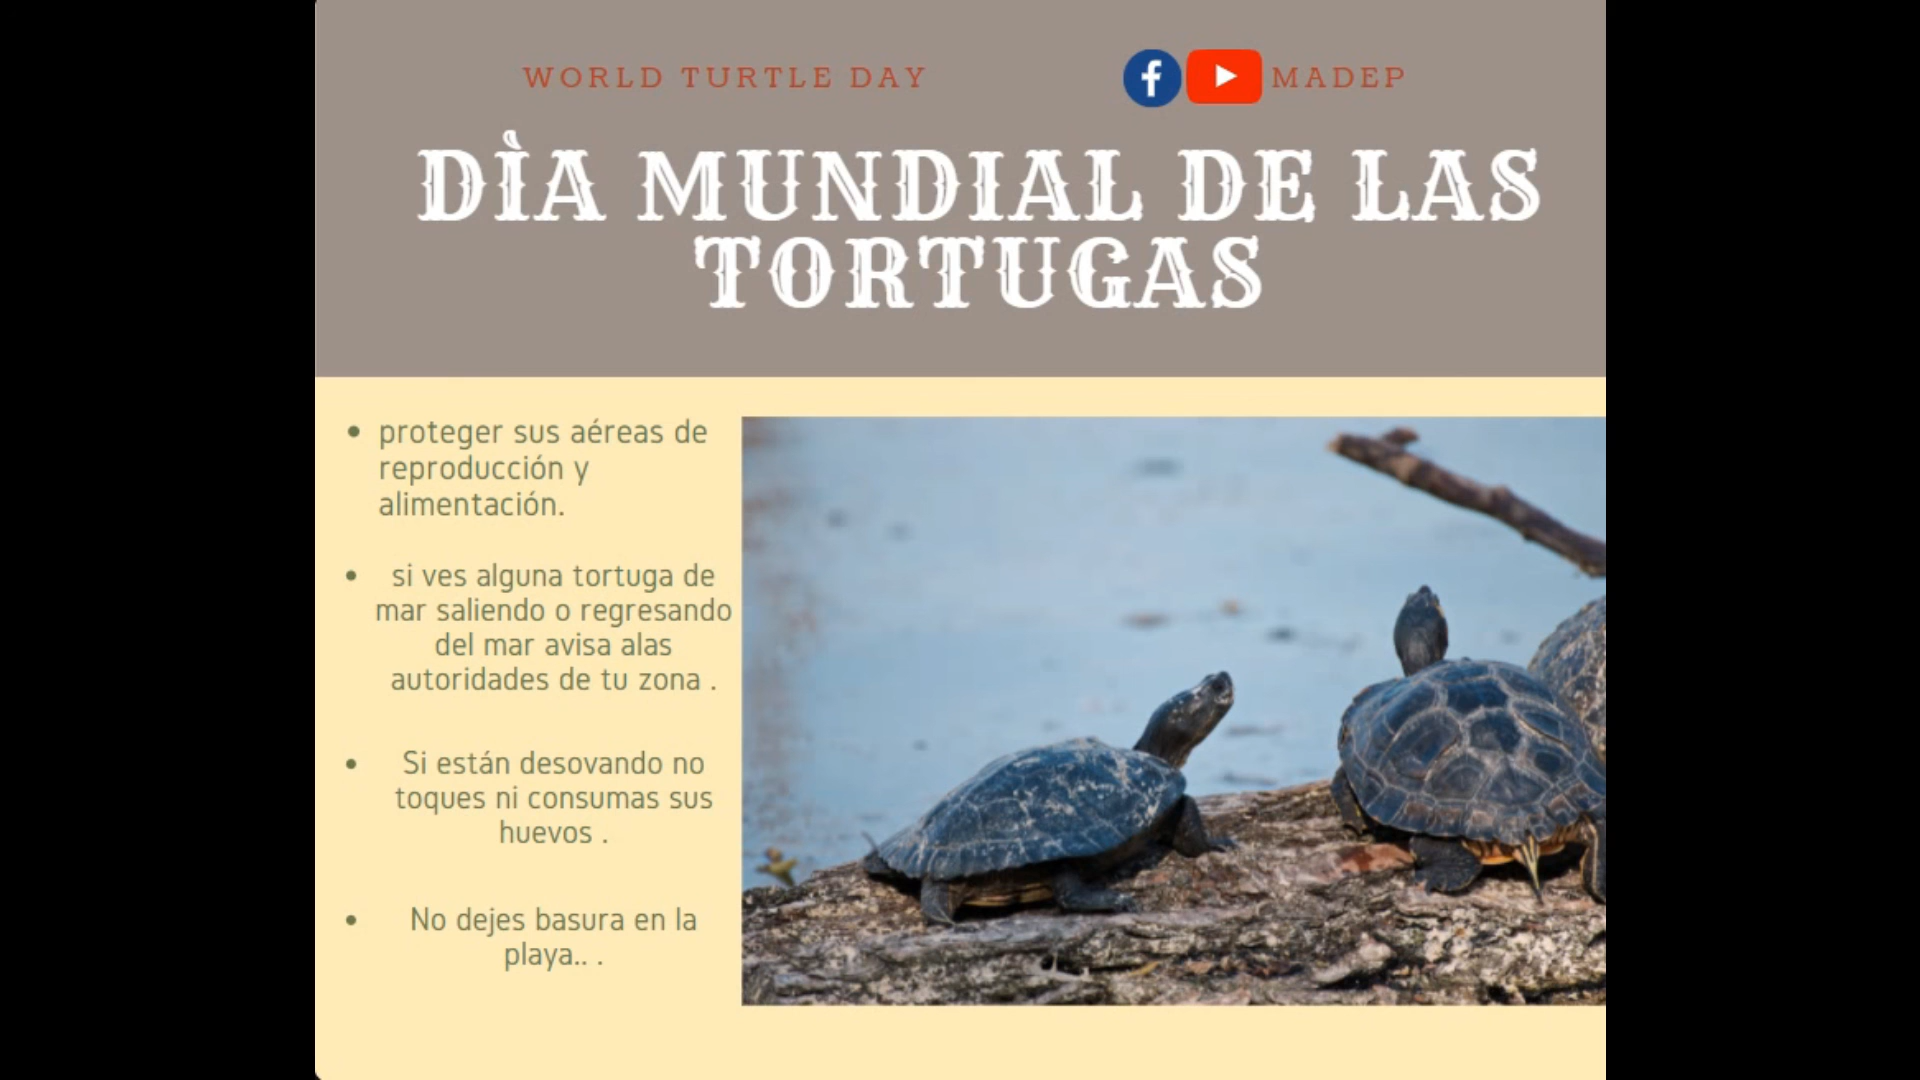 WORLD TURTLE DAY
MADEP
DÌA MUNDIAL DE LAS
TORTUGAS
• proteger sus aéreas de
reproducción y
alimentación.
• si ves alguna tortuga de
mar saliendo o regresando
del mar avisa alas
autoridades de tu zona .
• Si están desovando no
toques ni consumas sus
huevos .
• No dejes basura en la
playa.. .